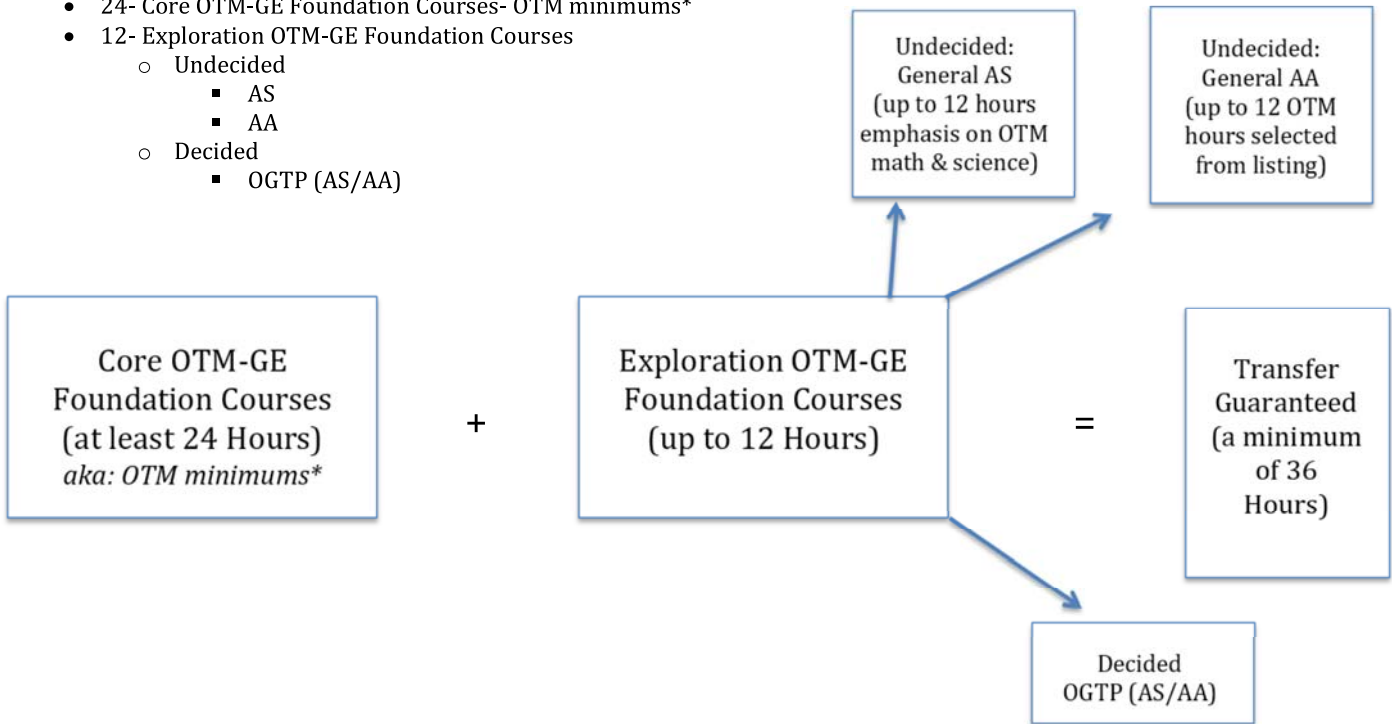 • 24- Core OTM-GE Foundation Courses- OTM minimums*
• 12- Exploration OTM-GE Foundation Courses
o Undecided
▪ AS
▪ AA
o Decided
▪ OGTP (AS/AA)
Undecided:
General AS
(up to 12 hours
emphasis on OTM
math & science)
Undecided:
General AA
(up to 12 OTM
hours selected
from listing)
Core OTM-GE
Foundation Courses
(at least 24 Hours)
aka: OTM minimums*
+
Exploration OTM-GE
Foundation Courses
(up to 12 Hours)
=
Transfer
Guaranteed
(a minimum
of 36
Hours)
Decided
OGTP (AS/AA)